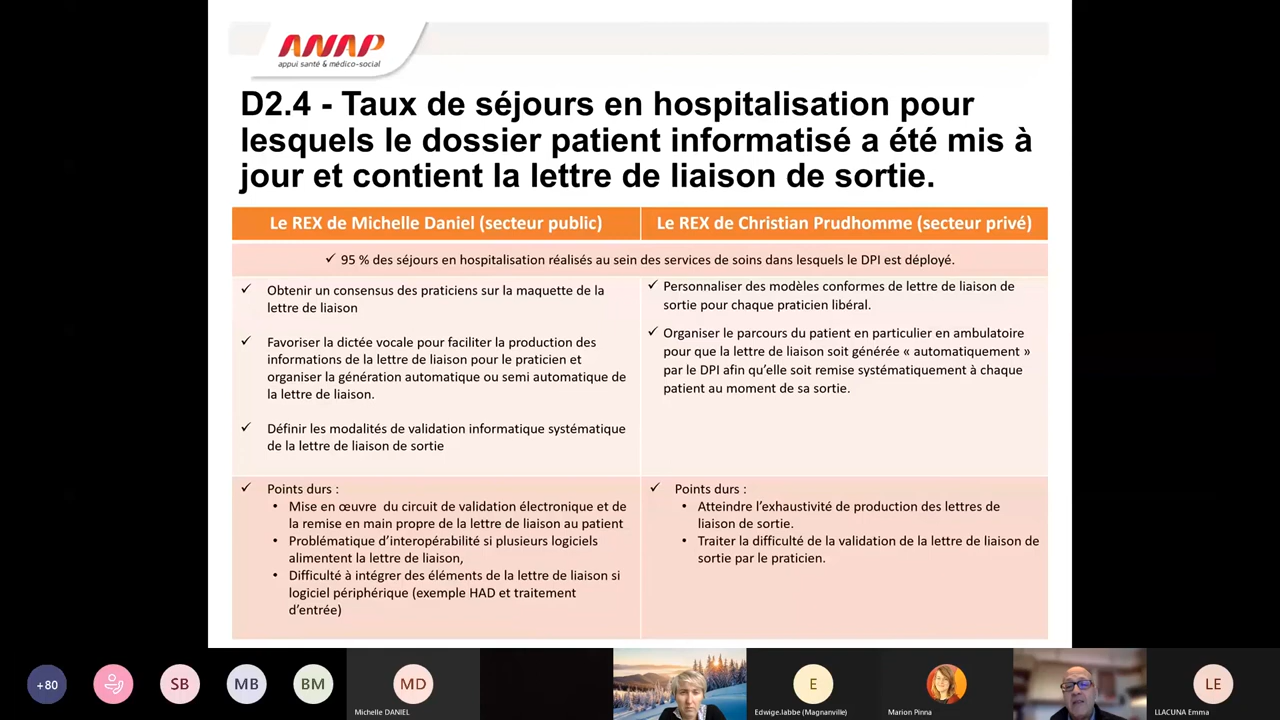 ANAP
appui santé & médico-social
D2.4 - Taux de séjours en hospitalisation pour
lesquels le dossier patient informatisé a été mis à
jour et contient la lettre de liaison de sortie.
Le REX de Michelle Daniel (secteur public)
Le REX de Christian Prudhomme (secteur privé)
✓ 95 % des séjours en hospitalisation réalisés au sein des services de soins dans lesquels le DPI est déployé.
✓ Obtenir un consensus des praticiens sur la maquette de la
lettre de liaison
✓ Favoriser la dictée vocale pour faciliter la production des
informations de la lettre de liaison pour le praticien et
organiser la génération automatique ou semi automatique de
la lettre de liaison.
✓ Définir les modalités de validation informatique systématique
de la lettre de liaison de sortie
✓ Personnaliser des modèles conformes de lettre de liaison de
sortie pour chaque praticien libéral.
✓ Organiser le parcours du patient en particulier en ambulatoire
pour que la lettre de liaison soit générée « automatiquement »
par le DPI afin qu’elle soit remise systématiquement à chaque
patient au moment de sa sortie.
✓ Points durs :
• Mise en œuvre du circuit de validation électronique et de
la remise en main propre de la lettre de liaison au patient
• Problématique d’interopérabilité si plusieurs logiciels
alimentent la lettre de liaison,
• Difficulté à intégrer des éléments de la lettre de liaison si
logiciel périphérique (exemple HAD et traitement
d’entrée)
✓ Points durs :
• Atteindre l’exhaustivité de production des lettres de
liaison de sortie.
• Traiter la difficulté de la validation de la lettre de liaison de
sortie par le praticien.
+80
SB
MB
BM
MD
Michelle DANIEL
E
Edwige.labbe (Magnanville)
Marion Pinna
LE
LLACUNA Emma